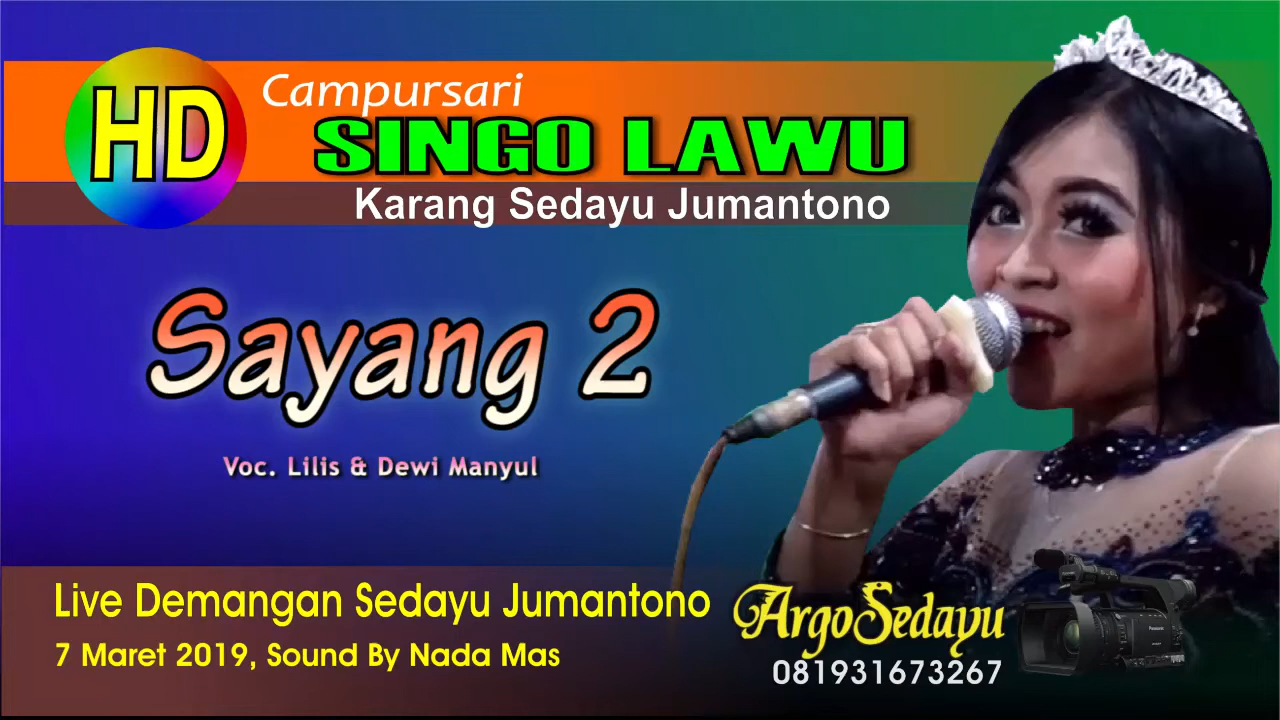 HD
Campursari
SINGO LAWU
Karang Sedayu Jumantono
Sayang 2
Voc. Lilis & Dewi Manyul
Live Demangan Sedayu Jumantono
7 Maret 2019, Sound By Nada Mas
ArgoSedayu
081931673267
Panasonic